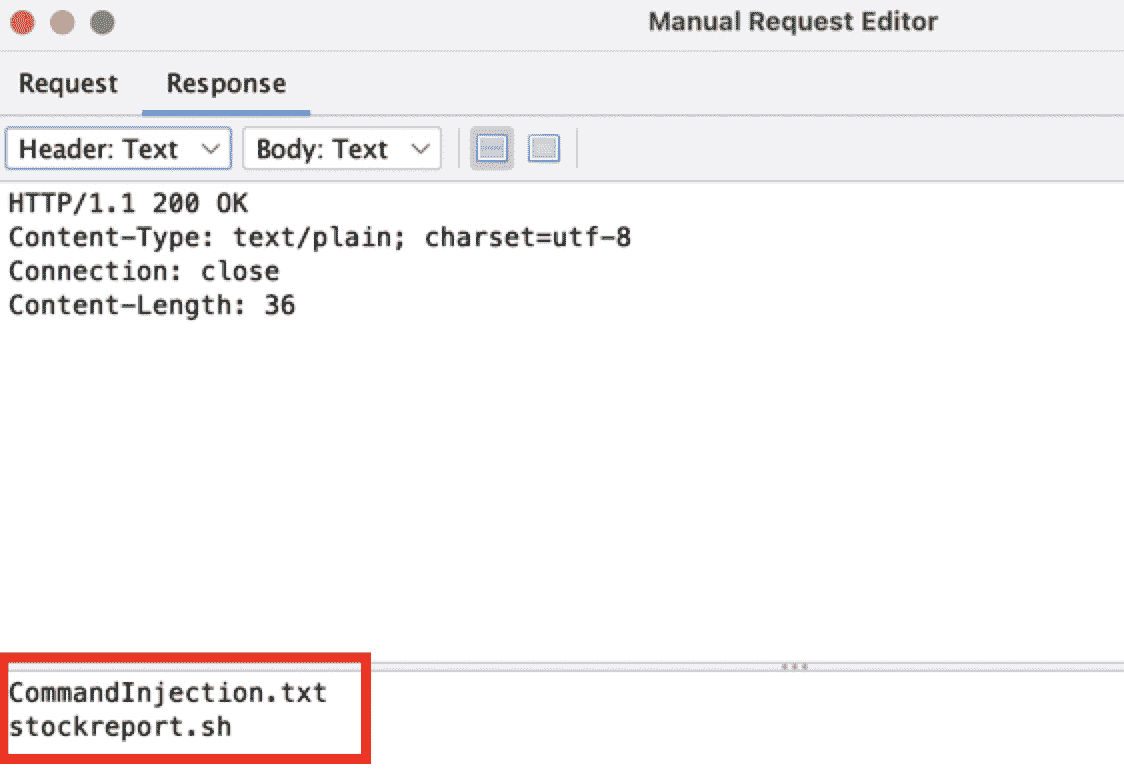 Manual Request Editor
Request Response
Header: Text Body: Text
HTTP/1.1 200 OK
Content-Type: text/plain; charset=utf-8
Connection: close
Content-Length: 36
CommandInjection.txt
stockreport.sh